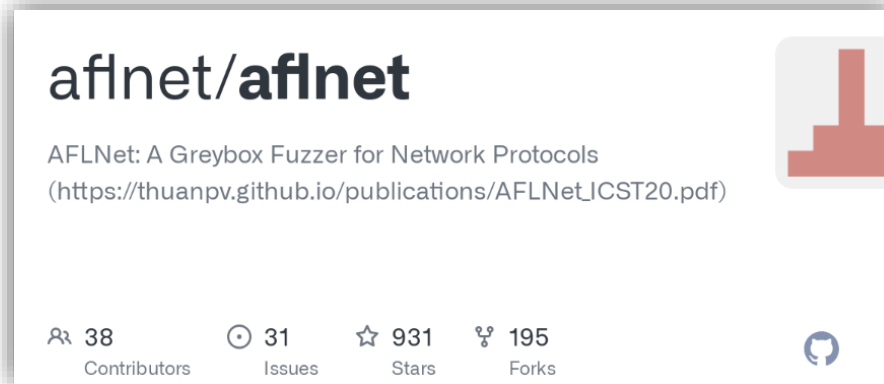 aflnet/aflnet
AFLNet: A Greybox Fuzzer for Network Protocols
(https://thuanpv.github.io/publications/AFLNet_ICST20.pdf)
38 31 931 195
Contributors Issues Stars Forks